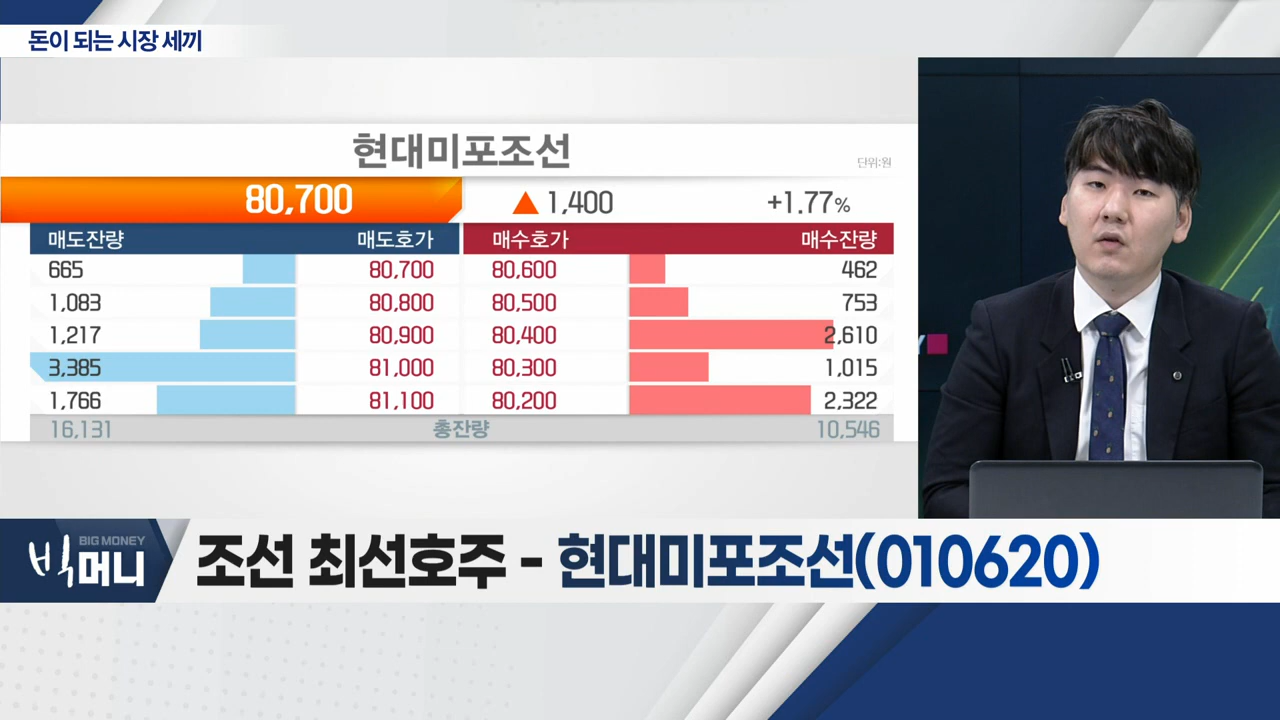 돈이 되는 시장 세끼
현대미포조선
단위:원
80,700 ▲ 1,400 +1.77%
매도잔량 매도호가 매수호가 매수잔량
665 80,700 80,600 462
1,083 80,800 80,500 753
1,217 80,900 80,400 2,610
3,385 81,000 80,300 1,015
1,766 81,100 80,200 2,322
16,131 총잔량 10,546
Y
BIG MONEY
빅머니
조선 최선호주 - 현대미포조선(010620)